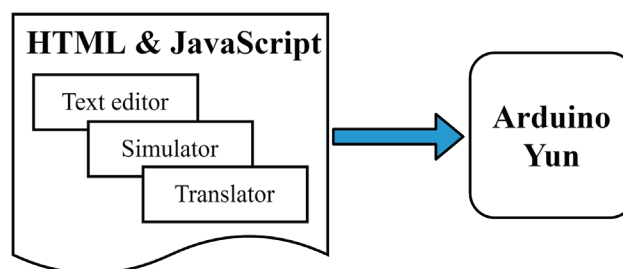 HTML & JavaScript
Text editor
Simulator
Translator
Arduino
Yun